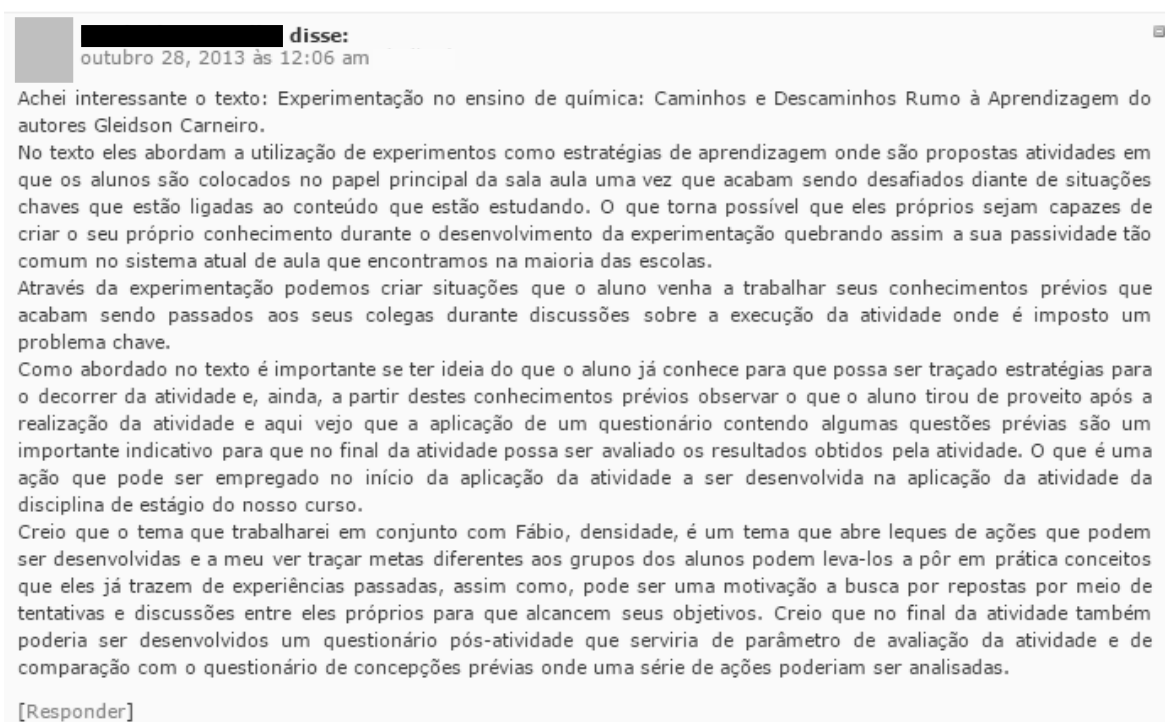 disse:
outubro 28, 2013 às 12:06 am
Achei interessante o texto: Experimentação no ensino de química: Caminhos e Descaminhos Rumo à Aprendizagem do
autores Gleidson Carneiro.
No texto eles abordam a utilização de experimentos como estratégias de aprendizagem onde são propostas atividades em
que os alunos são colocados no papel principal da sala aula uma vez que acabam sendo desafiados diante de situações
chaves que estão ligadas ao conteúdo que estão estudando. O que torna possível que eles próprios sejam capazes de
criar o seu próprio conhecimento durante o desenvolvimento da experimentação quebrando assim a sua passividade tão
comum no sistema atual de aula que encontramos na maioria das escolas.
Através da experimentação podemos criar situações que o aluno venha a trabalhar seus conhecimentos prévios que
acabam sendo passados aos seus colegas durante discussões sobre a execução da atividade onde é imposto um
problema chave.
Como abordado no texto é importante se ter ideia do que o aluno já conhece para que possa ser traçado estratégias para
o decorrer da atividade e, ainda, a partir destes conhecimentos prévios observar o que o aluno tirou de proveito após a
realização da atividade e aqui vejo que a aplicação de um questionário contendo algumas questões prévias são um
importante indicativo para que no final da atividade possa ser avaliado os resultados obtidos pela atividade. O que é uma
ação que pode ser empregado no início da aplicação da atividade a ser desenvolvida na aplicação da atividade da
disciplina de estágio do nosso curso.
Creio que o tema que trabalharei em conjunto com Fábio, densidade, é um tema que abre leques de ações que podem
ser desenvolvidas e a meu ver traçar metas diferentes aos grupos dos alunos podem leva-los a pôr em prática conceitos
que eles já trazem de experiências passadas, assim como, pode ser uma motivação a busca por repostas por meio de
tentativas e discussões entre eles próprios para que alcancem seus objetivos. Creio que no final da atividade também
poderia ser desenvolvidos um questionário pós-atividade que serviria de parâmetro de avaliação da atividade e de
comparação com o questionário de concepções prévias onde uma série de ações poderiam ser analisadas.
[Responder]